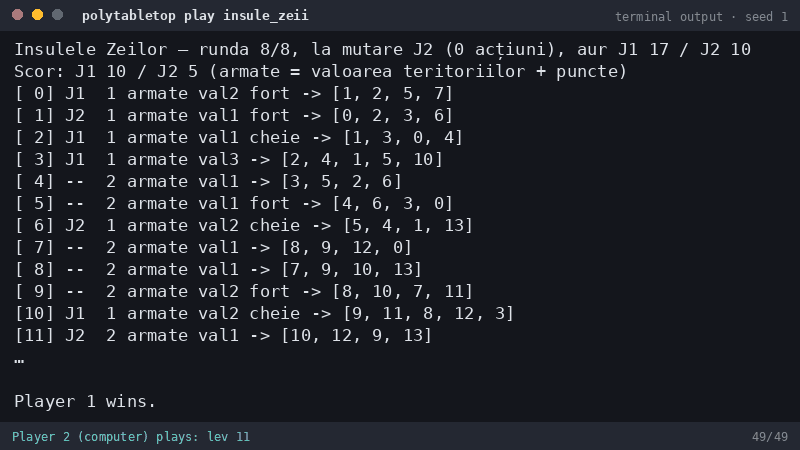 polytabletop play insule_zeii
terminal output · seed 1
Insulele Zeilor — runda 8/8, la mutare J2 (0 acțiuni), aur J1 17 / J2 10
Scor: J1 10 / J2 5 (armate = valoarea teritoriilor + puncte)
[ 0] J1  1 armate val2 fort -> [1, 2, 5, 7]
[ 1] J2  1 armate val1 fort -> [0, 2, 3, 6]
[ 2] J1  1 armate val1 cheie -> [1, 3, 0, 4]
[ 3] J1  1 armate val3 -> [2, 4, 1, 5, 10]
[ 4] --  2 armate val1 -> [3, 5, 2, 6]
[ 5] --  2 armate val1 fort -> [4, 6, 3, 0]
[ 6] J2  1 armate val2 cheie -> [5, 4, 1, 13]
[ 7] --  2 armate val1 -> [8, 9, 12, 0]
[ 8] --  2 armate val1 -> [7, 9, 10, 13]
[ 9] --  2 armate val2 fort -> [8, 10, 7, 11]
[10] J1  1 armate val2 cheie -> [9, 11, 8, 12, 3]
[11] J2  2 armate val1 -> [10, 12, 9, 13]
…
Player 1 wins.
Player 2 (computer) plays: lev 11
49/49